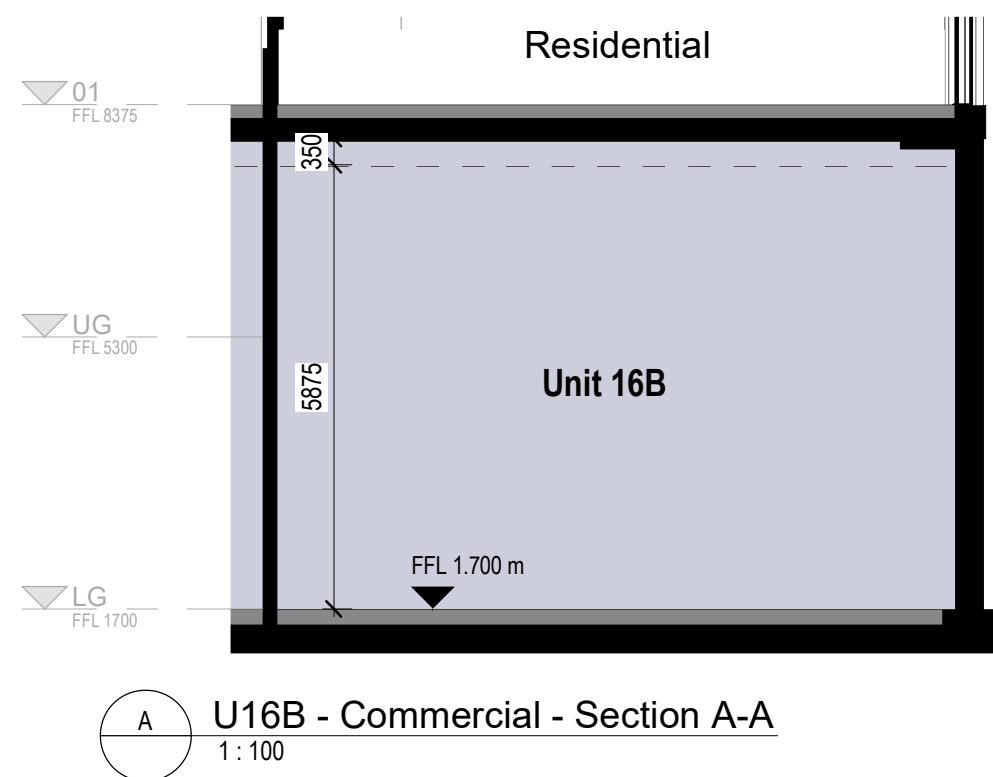 Residential
01
FFL 8375
350
UG
FFL 5300
5875
Unit 16B
FFL 1.700 m
LG
FFL 1700
A
U16B - Commercial - Section A-A
1 : 100